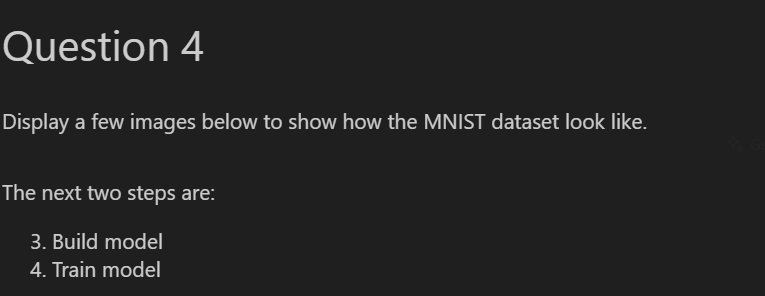 Question 4
Display a few images below to show how the MNIST dataset look like.
The next two steps are:
3. Build model
4. Train model